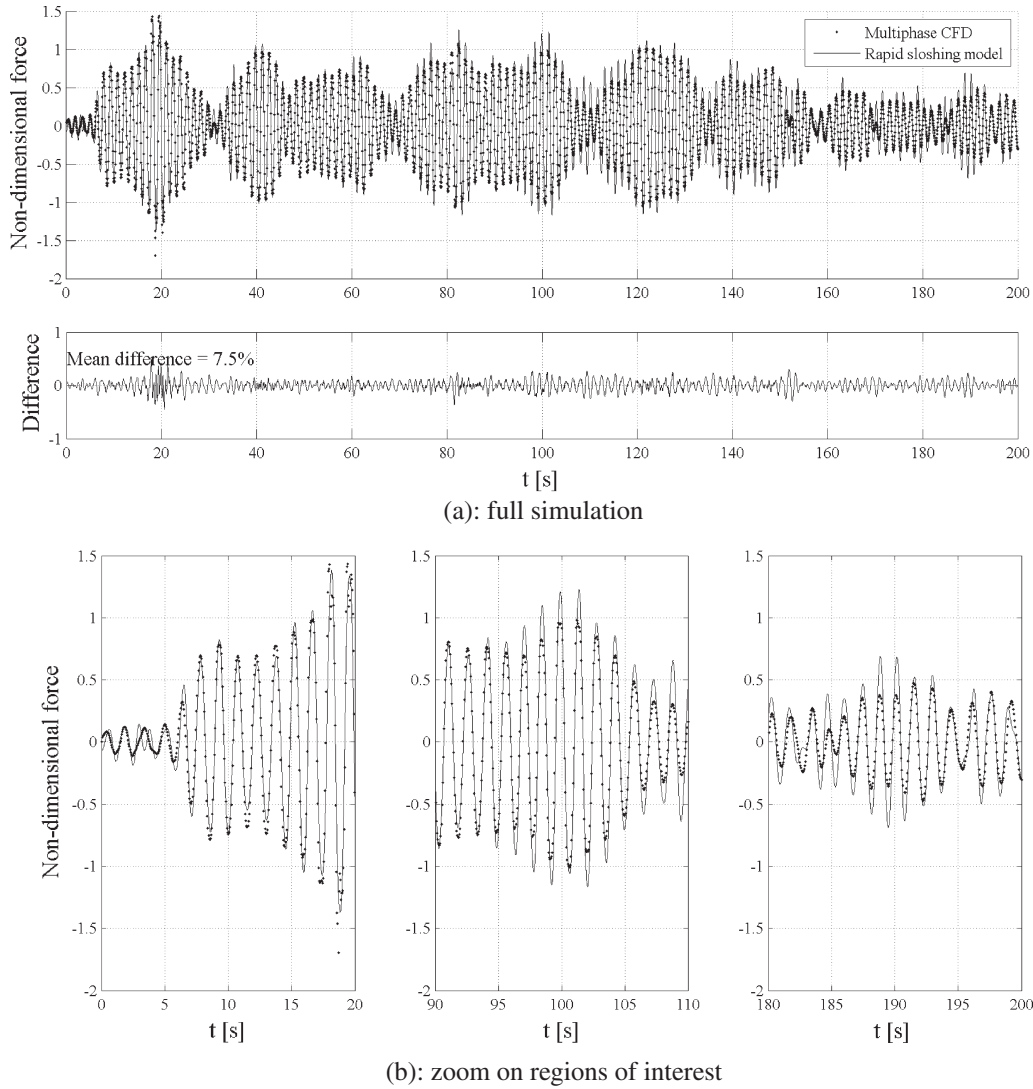 1.5
1
0.5
0
-0.5
-1
-1.5
-2
Non-dimensional force
Multiphase CFD
Rapid sloshing model
0 20 40 60 80 100 120 140 160 180 200
1
0
-1
Difference
Mean difference = 7.5%
0 20 40 60 80 100 120 140 160 180 200
t [s]
(a): full simulation
1.5
1
0.5
0
-0.5
-1
-1.5
-2
Non-dimensional force
0 5 10 15 20
t [s]
1.5
1
0.5
0
-0.5
-1
-1.5
-2
90 95 100 105 110
t [s]
1.5
1
0.5
0
-0.5
-1
-1.5
-2
180 185 190 195 200
t [s]
(b): zoom on regions of interest